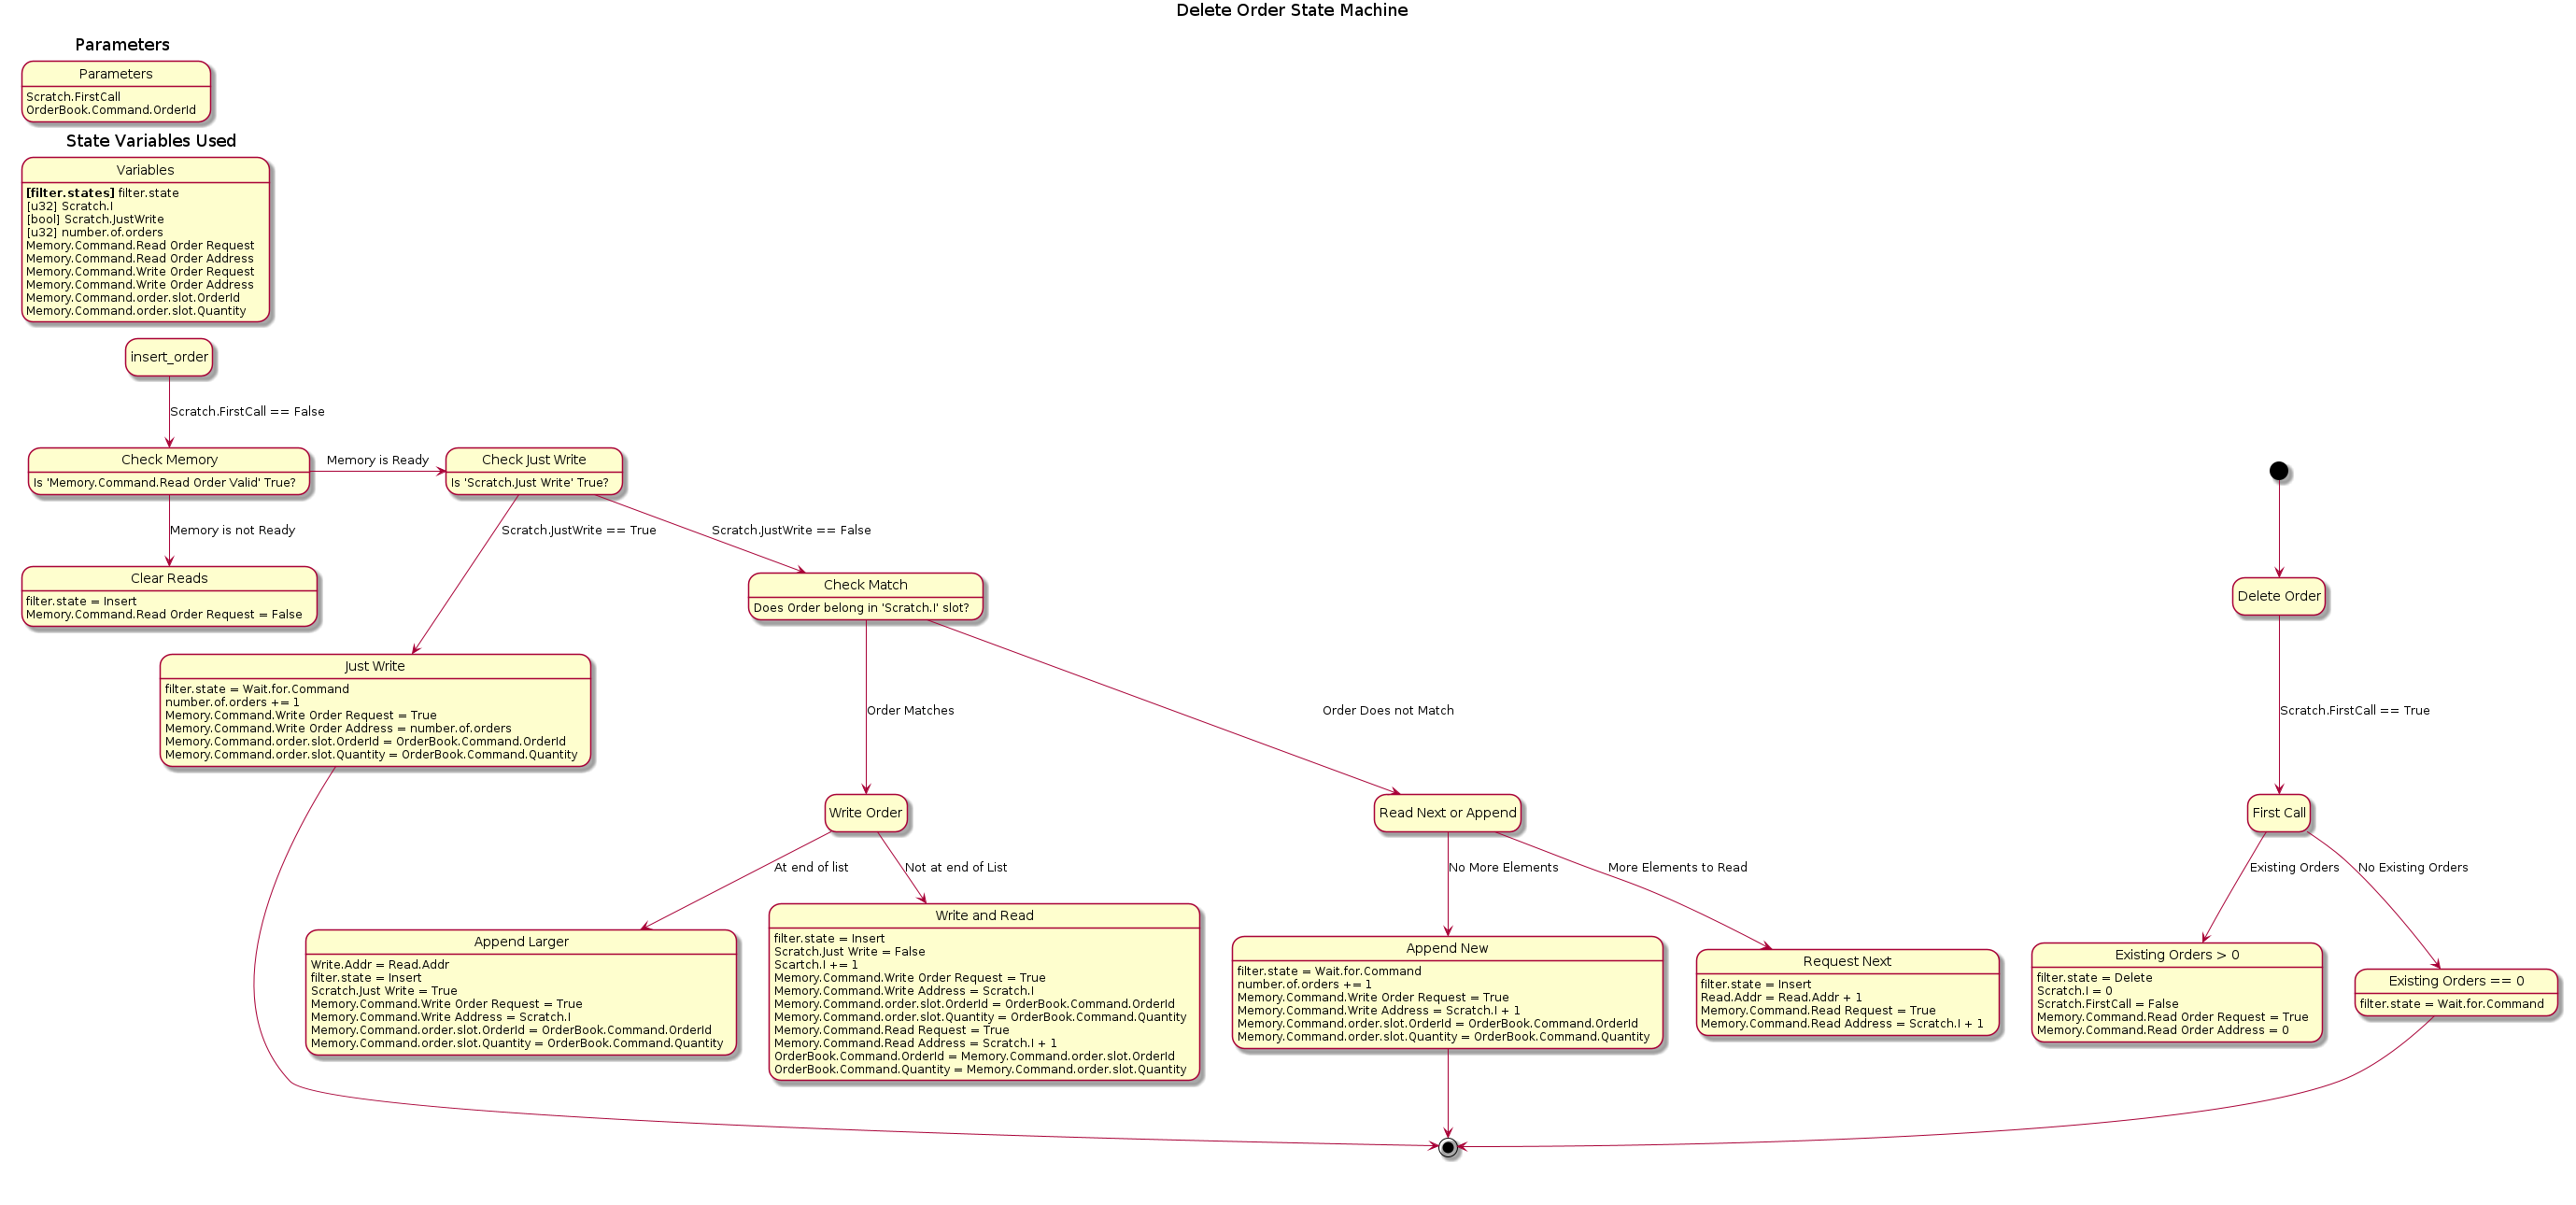 Delete Order State Machine
Parameters
Parameters
Scratch.FirstCall
OrderBook.Command.OrderId
State Variables Used
Variables
[filter.states] filter.state
[u32] Scratch.I
[bool] Scratch.JustWrite
[u32] number.of.orders
Memory.Command.Read Order Request
Memory.Command.Read Order Address
Memory.Command.Write Order Request
Memory.Command.Write Order Address
Memory.Command.order.slot.OrderId
Memory.Command.order.slot.Quantity
insert_order
Scratch.FirstCall == False
Check Memory
Is 'Memory.Command.Read Order Valid' True?
Memory is Ready
Check Just Write
Is 'Scratch.Just Write' True?
Memory is not Ready
Scratch.JustWrite == True
Scratch.JustWrite == False
Clear Reads
filter.state = Insert
Memory.Command.Read Order Request = False
Check Match
Does Order belong in 'Scratch.I' slot?
Delete Order
Just Write
filter.state = Wait.for.Command
number.of.orders += 1
Memory.Command.Write Order Request = True
Memory.Command.Write Order Address = number.of.orders
Memory.Command.order.slot.OrderId = OrderBook.Command.OrderId
Memory.Command.order.slot.Quantity = OrderBook.Command.Quantity
Order Matches
Order Does not Match
Scratch.FirstCall == True
Write Order
Read Next or Append
First Call
At end of list
Not at end of List
No More Elements
More Elements to Read
Existing Orders
No Existing Orders
Append Larger
Write.Addr = Read.Addr
filter.state = Insert
Scratch.Just Write = True
Memory.Command.Write Order Request = True
Memory.Command.Write Address = Scratch.I
Memory.Command.order.slot.OrderId = OrderBook.Command.OrderId
Memory.Command.order.slot.Quantity = OrderBook.Command.Quantity
Write and Read
filter.state = Insert
Scratch.Just Write = False
Scartch.I += 1
Memory.Command.Write Order Request = True
Memory.Command.Write Address = Scratch.I
Memory.Command.order.slot.OrderId = OrderBook.Command.OrderId
Memory.Command.order.slot.Quantity = OrderBook.Command.Quantity
Memory.Command.Read Request = True
Memory.Command.Read Address = Scratch.I + 1
OrderBook.Command.OrderId = Memory.Command.order.slot.OrderId
OrderBook.Command.Quantity = Memory.Command.order.slot.Quantity
Append New
filter.state = Wait.for.Command
number.of.orders += 1
Memory.Command.Write Order Request = True
Memory.Command.Write Address = Scratch.I + 1
Memory.Command.order.slot.OrderId = OrderBook.Command.OrderId
Memory.Command.order.slot.Quantity = OrderBook.Command.Quantity
Request Next
filter.state = Insert
Read.Addr = Read.Addr + 1
Memory.Command.Read Request = True
Memory.Command.Read Address = Scratch.I + 1
Existing Orders > 0
filter.state = Delete
Scratch.I = 0
Scratch.FirstCall = False
Memory.Command.Read Order Request = True
Memory.Command.Read Order Address = 0
Existing Orders == 0
filter.state = Wait.for.Command